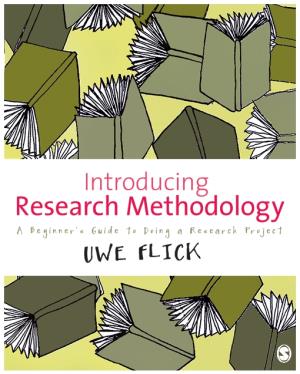 Introducing
Research Methodology
A Beginner's Guide to Doing a Research Project
UWE FLICK